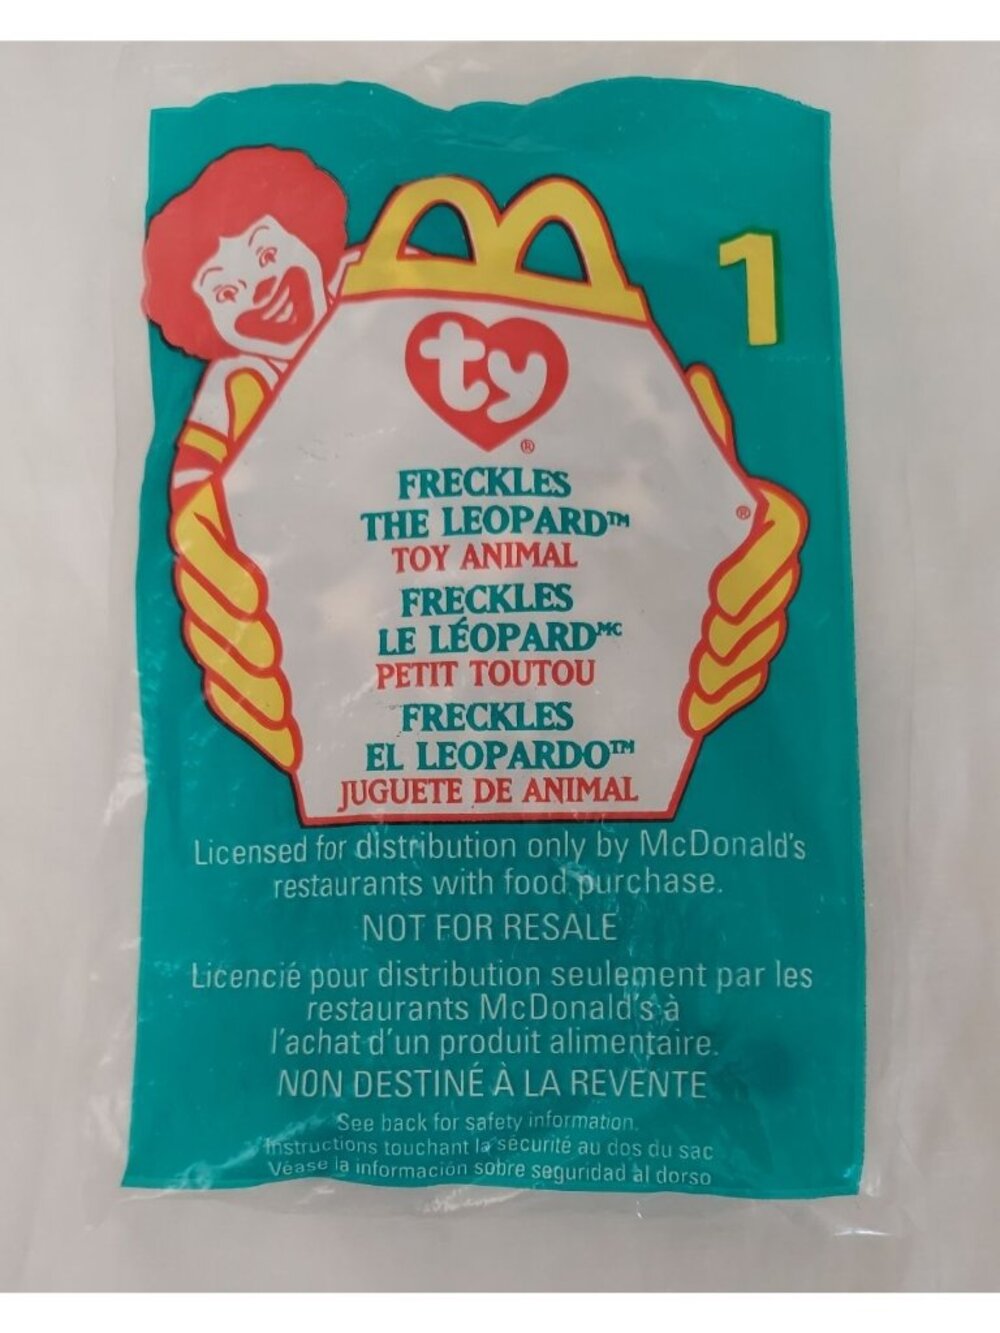 1
ty®
FRECKLES
THE LEOPARD™
TOY ANIMAL
®
FRECKLES
LE LÉOPARDMC
PETIT TOUTOU
FRECKLES
EL LEOPARDO™
JUGUETE DE ANIMAL
Licensed for distribution only by McDonald's
restaurants with food purchase.
NOT FOR RESALE
Licencié pour distribution seulement par les
restaurants McDonald's à
l'achat d'un produit alimentaire.
NON DESTINÉ À LA REVENTE
See back for safety information.
Instructions touchant la sécurité au dos du sac
Véase la información sobre seguridad al dorso